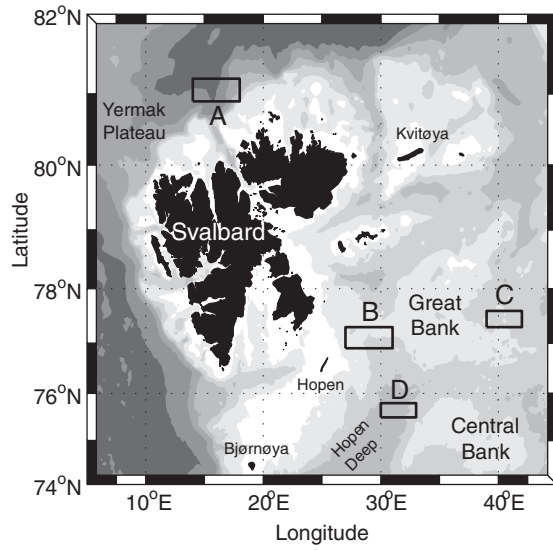 82°N
80°N
78°N
76°N
74°N
Latitude
Yermak
Plateau
A
Kvitøya
Svalbard
B
Great
Bank
C
Hopen
D
Hopen
Deep
Central
Bank
Bjørnøya
10°E
20°E
30°E
40°E
Longitude